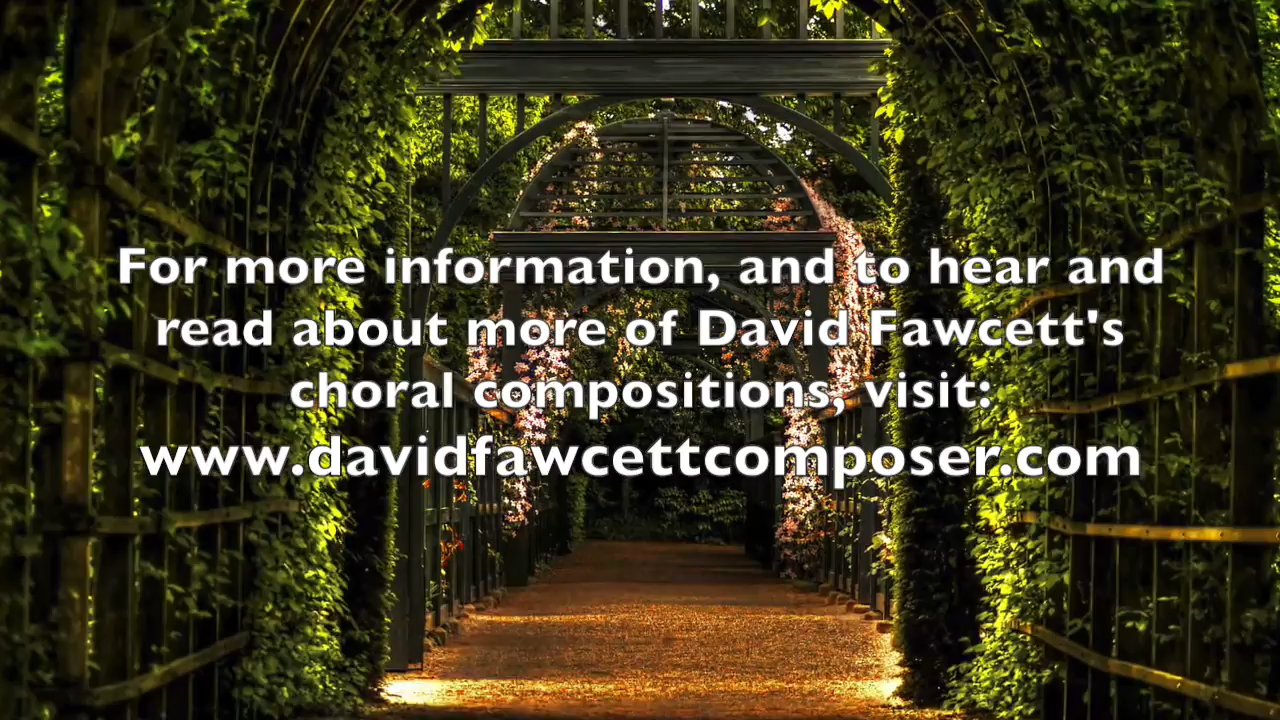 For more information, and to hear and
read about more of David Fawcett's
choral compositions, visit:
www.davidfawcettcomposer.com